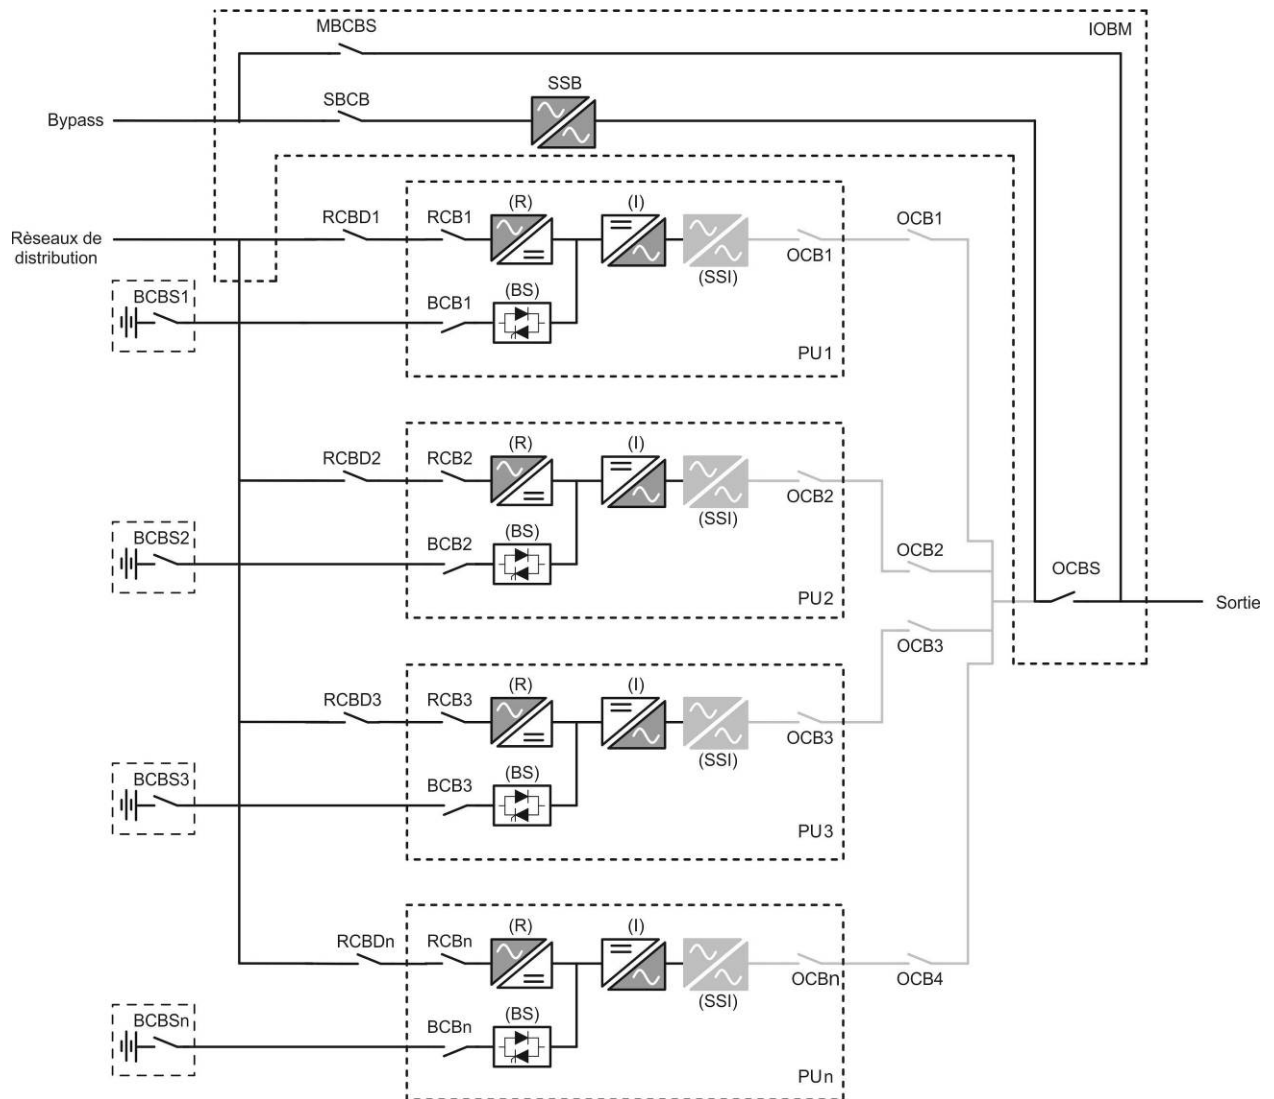 MBCBS
IOBM
SSB
SBCB
Bypass
(R)
(I)
RCBD1
RCB1
OCB1
Rèseaux de
distribution
OCB1
(SSI)
BCBS1
BCB1
(BS)
PU1
(R)
(I)
RCBD2
RCB2
OCB2
(SSI)
BCBS2
BCB2
(BS)
OCB2
PU2
OCBS
Sortie
OCB3
(R)
(I)
RCBD3
RCB3
OCB3
(SSI)
BCBS3
BCB3
(BS)
PU3
(R)
(I)
RCBDn
RCBn
OCBn
OCB4
(SSI)
BCBSn
BCBn
(BS)
PUn